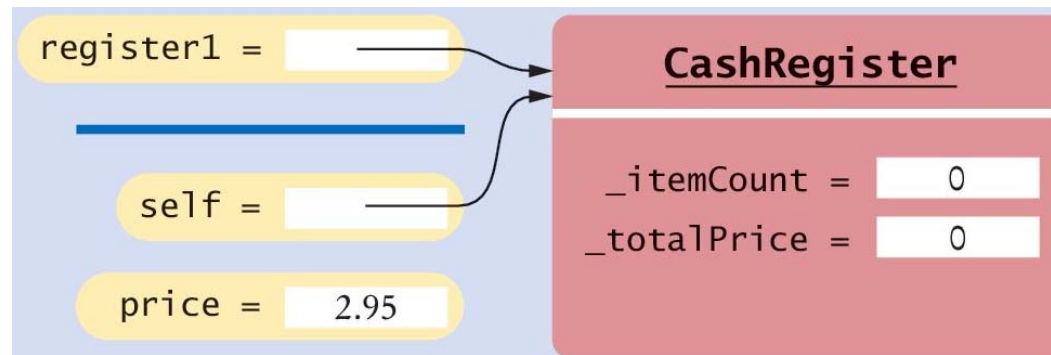 register1 =
CashRegister
self =
_itemCount = 0
_totalPrice = 0
price = 2.95